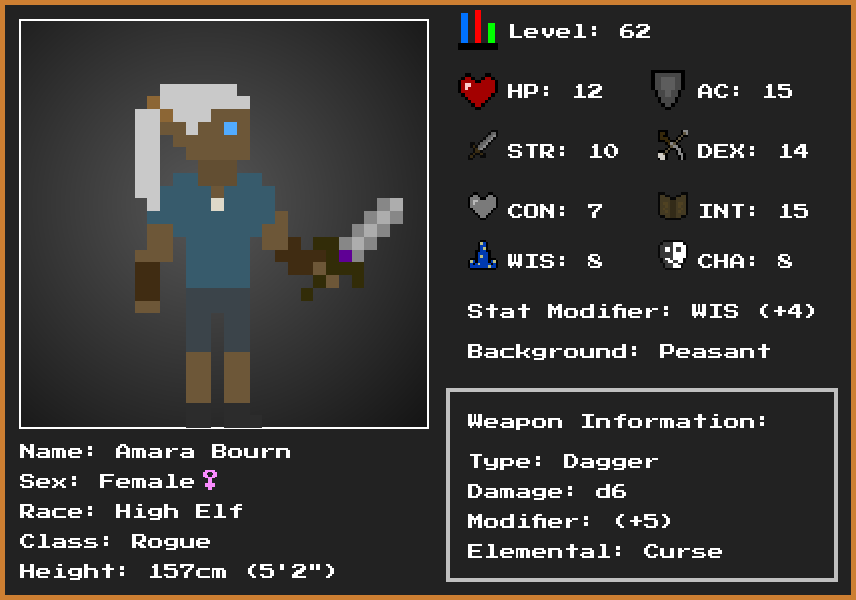 Level: 62
HP: 12
AC: 15
STR: 10
DEX: 14
CON: 7
INT: 15
WIS: 8
CHA: 8
Stat Modifier: WIS (+4)
Background: Peasant
Weapon Information:
Type: Dagger
Damage: d6
Modifier: (+5)
Elemental: Curse
Name: Amara Bourn
Sex: Female♀
Race: High Elf
Class: Rogue
Height: 157cm (5'2")